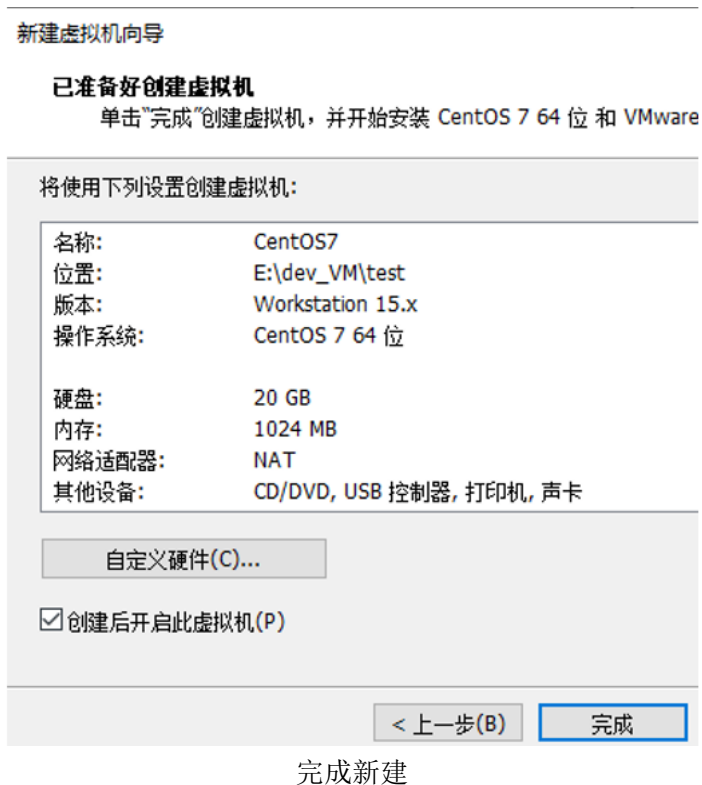 新建虚拟机向导
已准备好创建虚拟机
单击“完成”创建虚拟机，并开始安装 CentOS 7 64 位 和 VMware
将使用下列设置创建虚拟机:
名称: CentOS7
位置: E:\dev_VM\test
版本: Workstation 15.x
操作系统: CentOS 7 64 位
硬盘: 20 GB
内存: 1024 MB
网络适配器: NAT
其他设备: CD/DVD, USB 控制器, 打印机, 声卡
自定义硬件(C)...
创建后开启此虚拟机(P)
< 上一步(B) 完成
完成新建